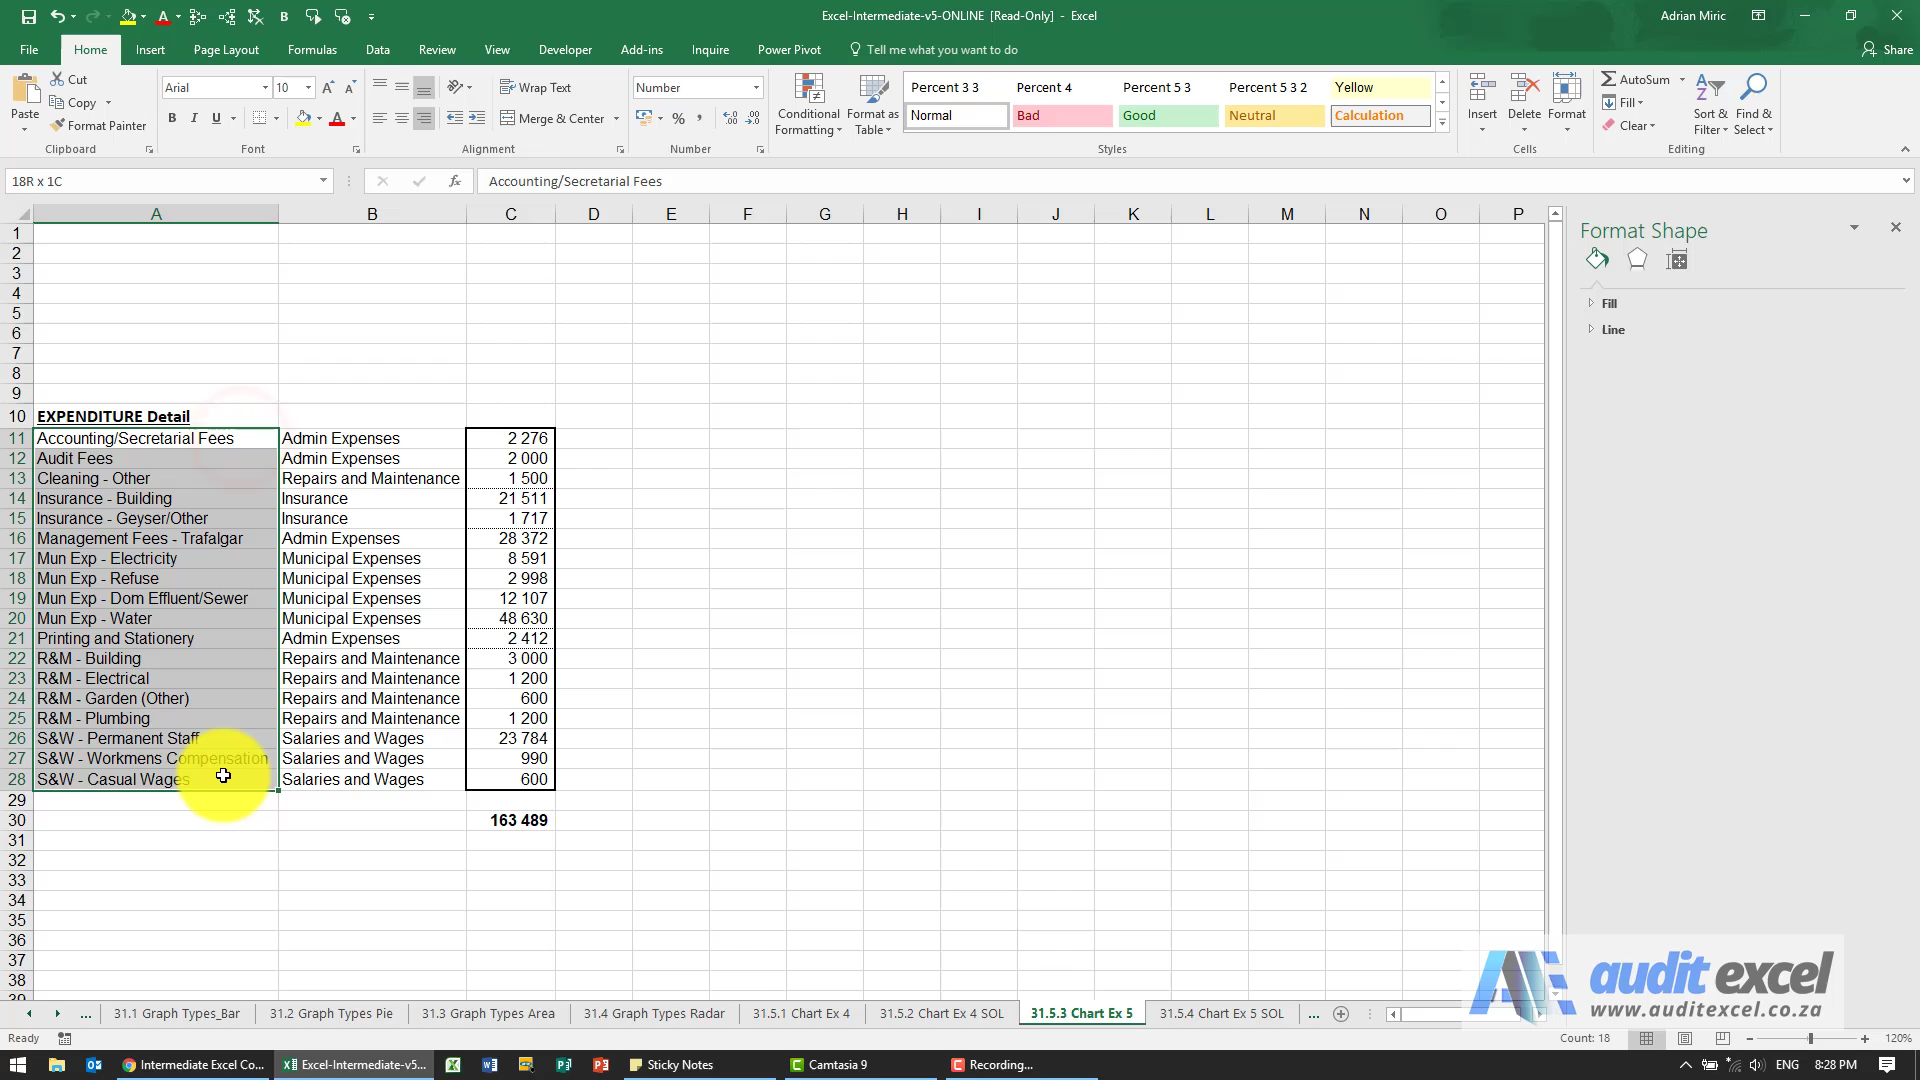 Excel-Intermediate-v5-ONLINE [Read-Only] - Excel
Adrian Miric
File Home Insert Page Layout Formulas Data Review View Developer Add-ins Inquire Power Pivot Tell me what you want to do Share
Paste Cut Copy Format Painter
Clipboard
Arial 10
B I U
Font
Wrap Text
Merge & Center
Alignment
Number
%
Number
Conditional Formatting
Format as Table
Percent 3 3 Percent 4 Percent 5 3 Percent 5 3 2 Yellow
Normal Bad Good Neutral Calculation
Styles
Insert Delete Format
Cells
AutoSum
Fill
Clear
Sort & Filter
Find & Select
Editing
18R x 1C
fx
Accounting/Secretarial Fees
A B C D E F G H I J K L M N O P
1
2
3
4
5
6
7
8
9
10 EXPENDITURE Detail
11 Accounting/Secretarial Fees Admin Expenses 2 276
12 Audit Fees Admin Expenses 2 000
13 Cleaning - Other Repairs and Maintenance 1 500
14 Insurance - Building Insurance 21 511
15 Insurance - Geyser/Other Insurance 1 717
16 Management Fees - Trafalgar Admin Expenses 28 372
17 Mun Exp - Electricity Municipal Expenses 8 591
18 Mun Exp - Refuse Municipal Expenses 2 998
19 Mun Exp - Dom Effluent/Sewer Municipal Expenses 12 107
20 Mun Exp - Water Municipal Expenses 48 630
21 Printing and Stationery Admin Expenses 2 412
22 R&M - Building Repairs and Maintenance 3 000
23 R&M - Electrical Repairs and Maintenance 1 200
24 R&M - Garden (Other) Repairs and Maintenance 600
25 R&M - Plumbing Repairs and Maintenance 1 200
26 S&W - Permanent Staff Salaries and Wages 23 784
27 S&W - Workmens Compensation Salaries and Wages 990
28 S&W - Casual Wages Salaries and Wages 600
29
30 163 489
31
32
33
34
35
36
37
38
39
Format Shape
Fill
Line
audit excel
www.auditexcel.co.za
... 31.1 Graph Types_Bar 31.2 Graph Types Pie 31.3 Graph Types Area 31.4 Graph Types Radar 31.5.1 Chart Ex 4 31.5.2 Chart Ex 4 SOL 31.5.3 Chart Ex 5 31.5.4 Chart Ex 5 SOL ...
Ready
Count: 18
120%
Intermediate Excel Co... Excel-Intermediate-v5... Sticky Notes Camtasia 9 Recording...
ENG 8:28 PM